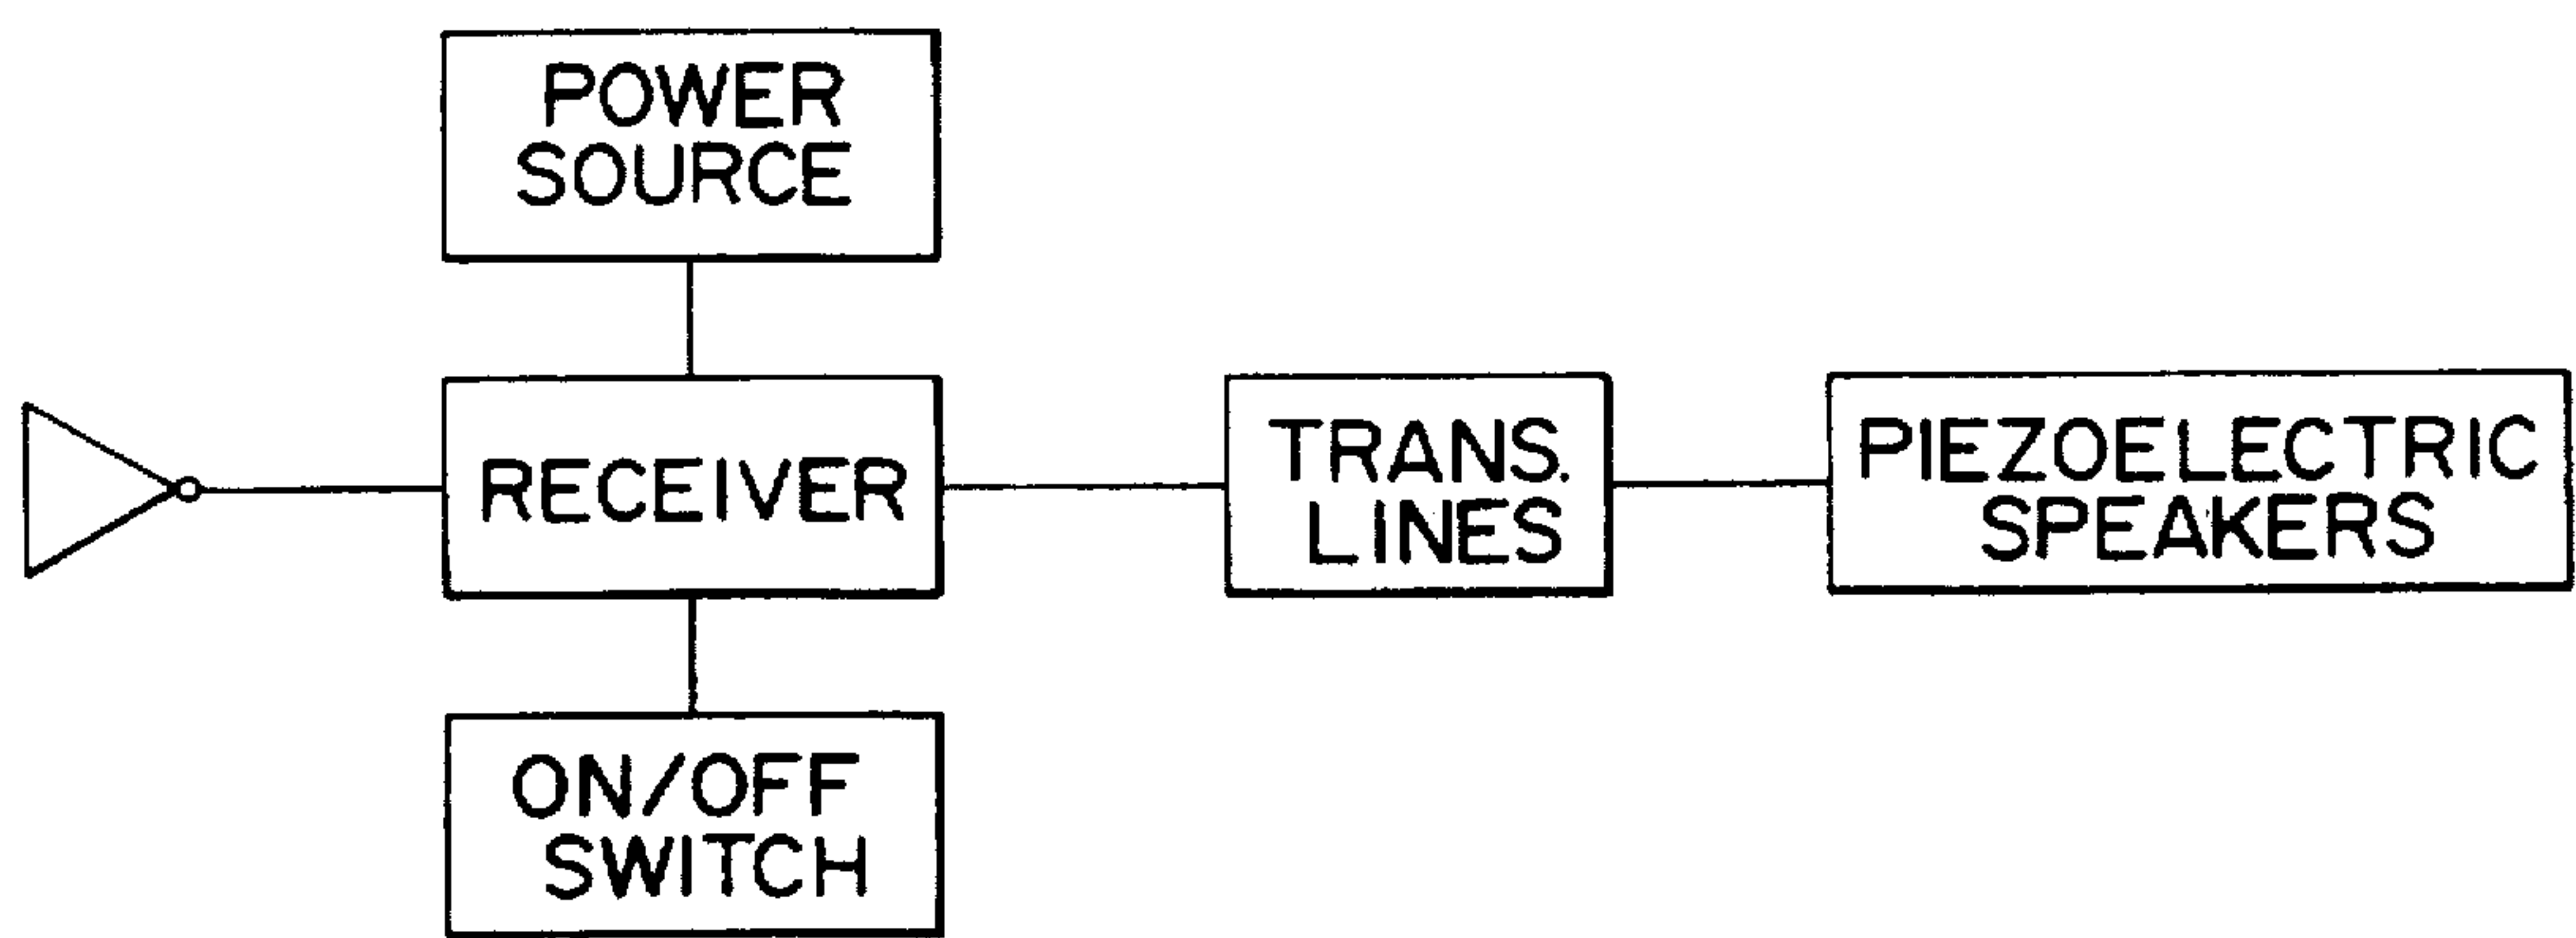 POWER
SOURCE
RECEIVER
TRANS.
LINES
PIEZOELECTRIC
SPEAKERS
ON/OFF
SWITCH